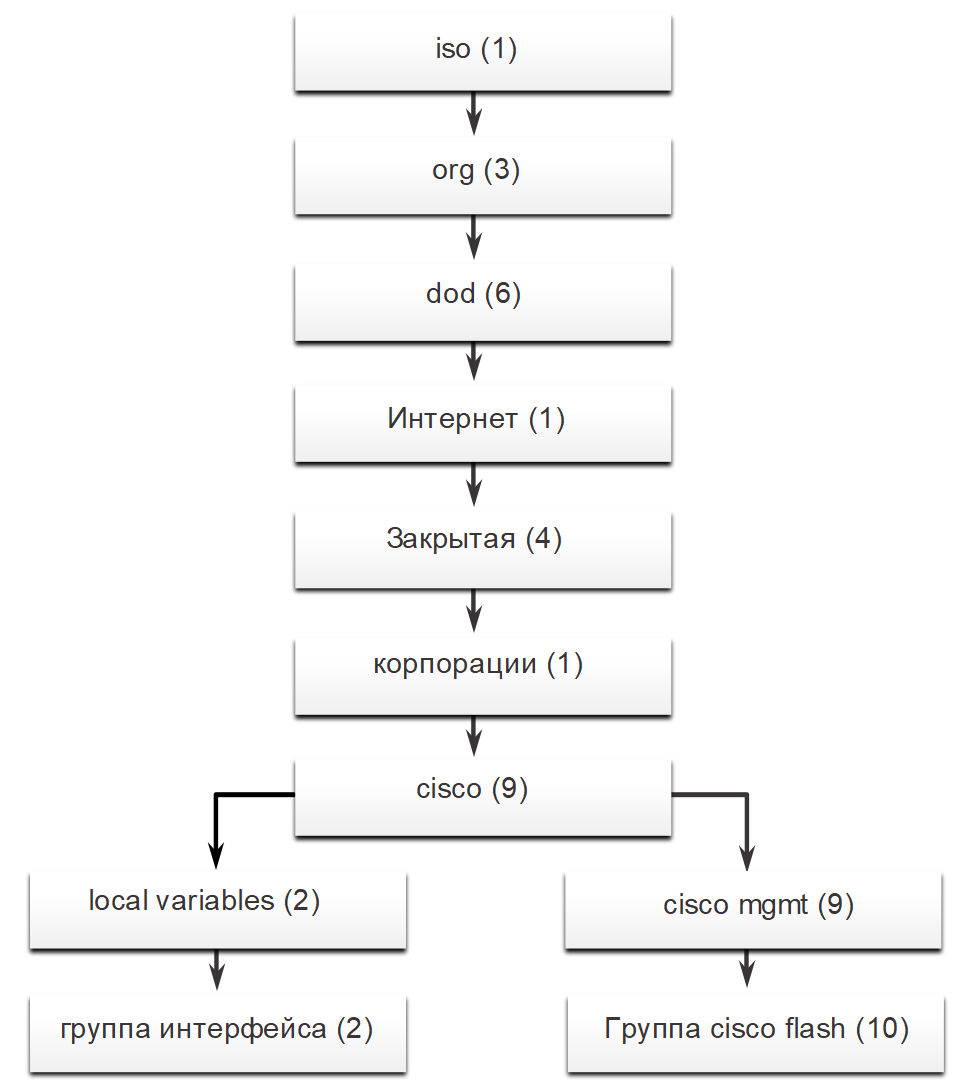 iso (1)
org (3)
dod (6)
Интернет (1)
Закрытая (4)
корпорации (1)
cisco (9)
local variables (2)
cisco mgmt (9)
группа интерфейса (2)
Группа cisco flash (10)